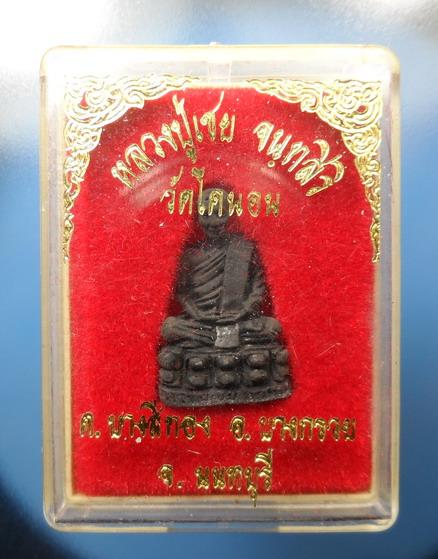 หลวงปู่เชย จนฺทสิริ
วัดโคนอน
ต. บางสีทอง อ. บางกรวย
จ. นนทบุรี